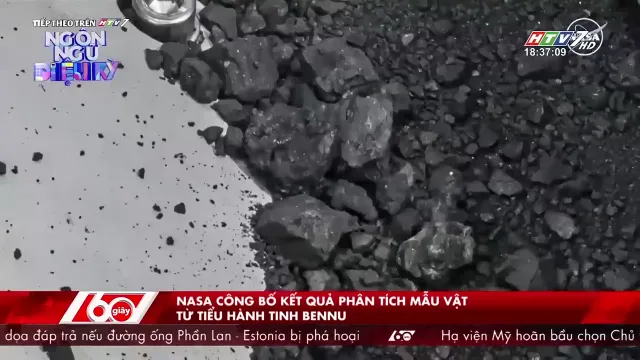 TIẾP THEO TRÊN HTV7
NGÔN
NGỮ
DIỆU KỲ
HTV7
HD
18:37:09
60 giây
NASA CÔNG BỐ KẾT QUẢ PHÂN TÍCH MẪU VẬT
TỪ TIỂU HÀNH TINH BENNU
dọa đáp trả nếu đường ống Phần Lan - Estonia bị phá hoại 60 giây Hạ viện Mỹ hoãn bầu chọn Chủ